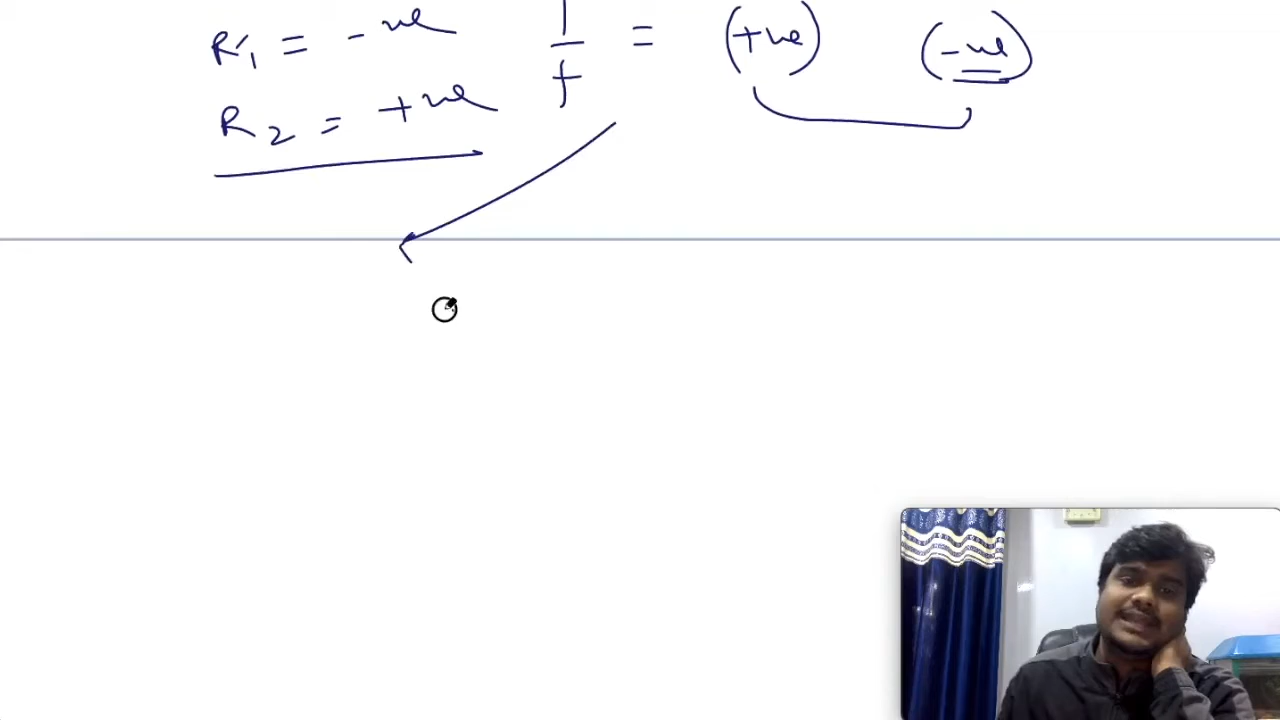 R₁ = -ve
R₂ = +ve
1/f = (+ve) (-ve)